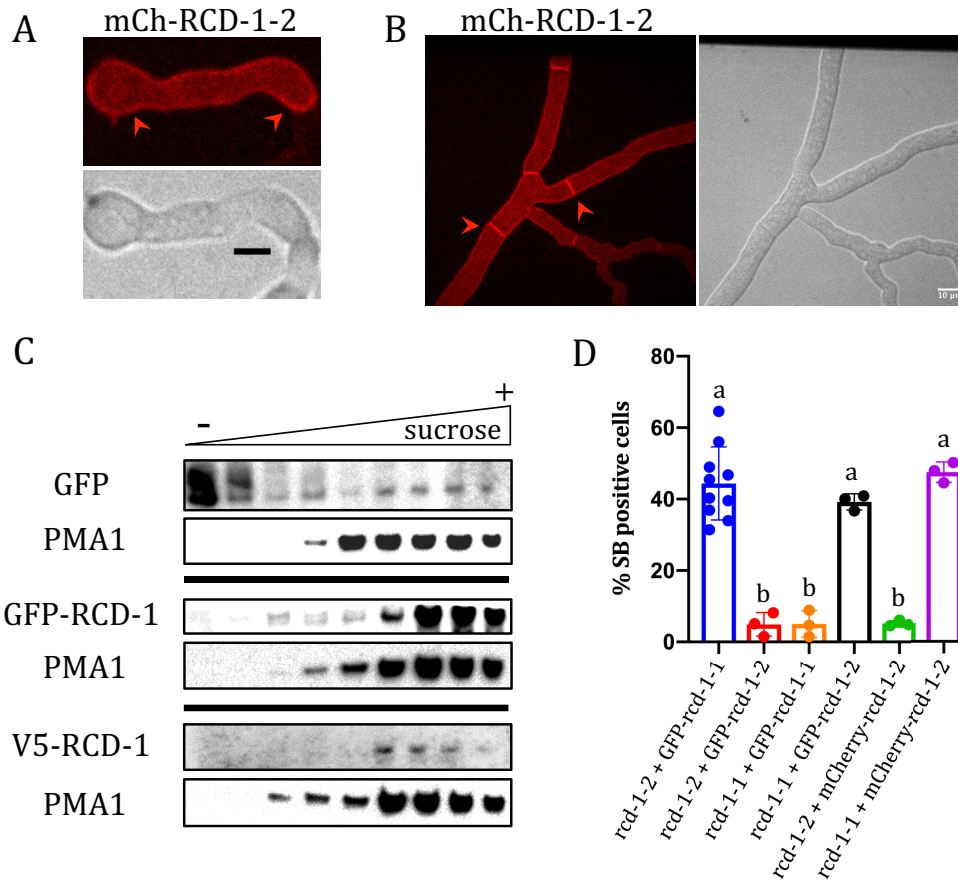 A
mCh-RCD-1-2
B
mCh-RCD-1-2
10 µm
C
- +
sucrose
GFP
PMA1
GFP-RCD-1
PMA1
V5-RCD-1
PMA1
D
% SB positive cells
80
60
40
20
0
a
b
b
a
b
a
rcd-1-2 + GFP-rcd-1-1
rcd-1-2 + GFP-rcd-1-2
rcd-1-1 + GFP-rcd-1-1
rcd-1-1 + GFP-rcd-1-2
rcd-1-2 + mCherry-rcd-1-2
rcd-1-1 + mCherry-rcd-1-2